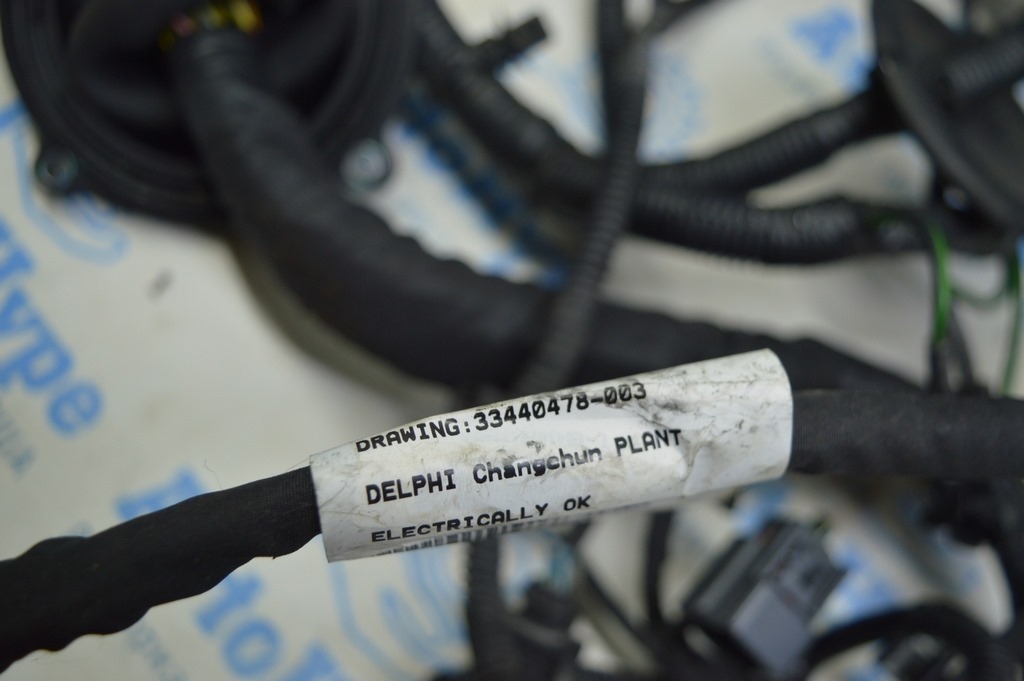 DRAWING:33440478-003
DELPHI Changchun PLANT
ELECTRICALLY OK